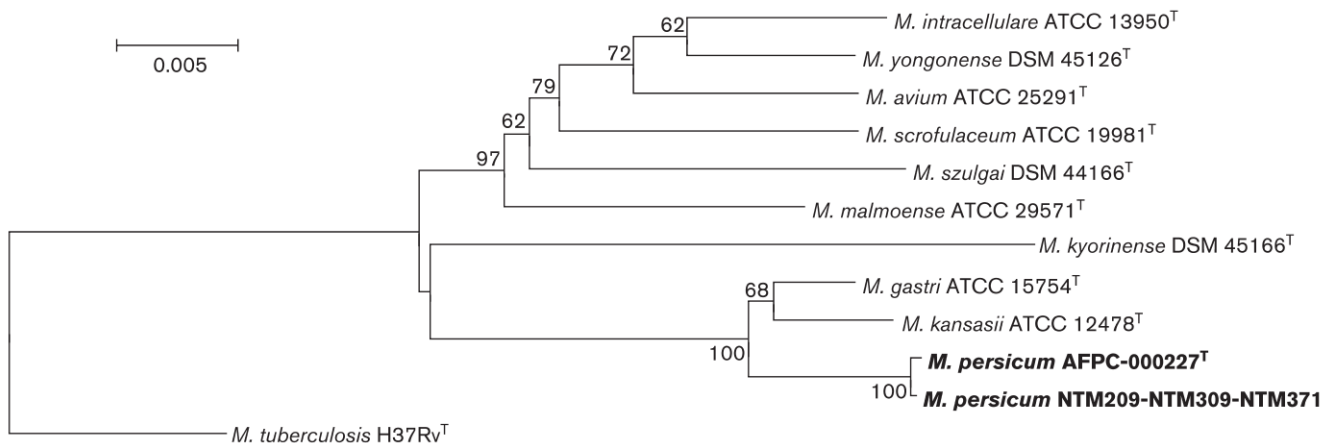 62
M. intracellulare ATCC 13950ᵀ
0.005
72
M. yongonense DSM 45126ᵀ
79
M. avium ATCC 25291ᵀ
62
M. scrofulaceum ATCC 19981ᵀ
97
M. szulgai DSM 44166ᵀ
M. malmoense ATCC 29571ᵀ
M. kyorinense DSM 45166ᵀ
68
M. gastri ATCC 15754ᵀ
M. kansasii ATCC 12478ᵀ
100
M. persicum AFPC-000227ᵀ
100
M. persicum NTM209-NTM309-NTM371
M. tuberculosis H37Rvᵀ